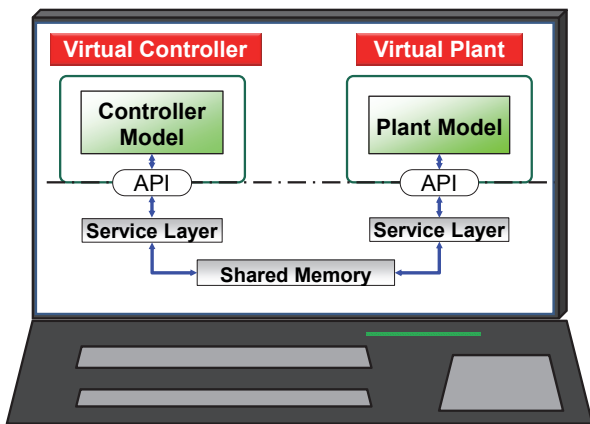 Virtual Controller
Virtual Plant
Controller
Model
Plant Model
API
API
Service Layer
Service Layer
Shared Memory